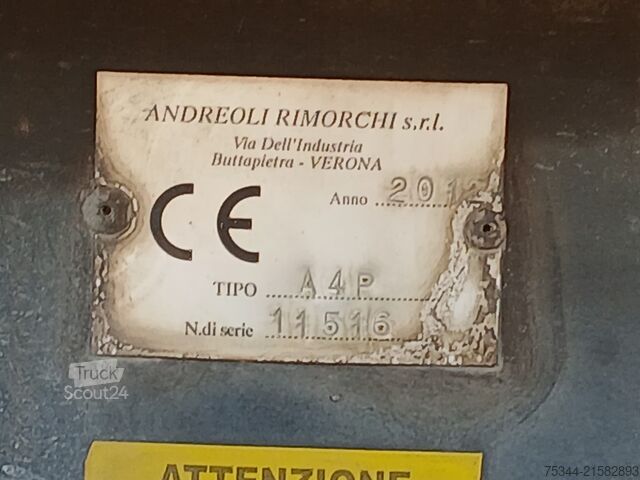 ANDREOLI RIMORCHI s.r.l.
Via Dell'Industria
Buttapietra - VERONA
CE
Anno
TIPO A4P
N.di serie 11516
Truck
Scout24
ATTENZIONE
75344-21582893